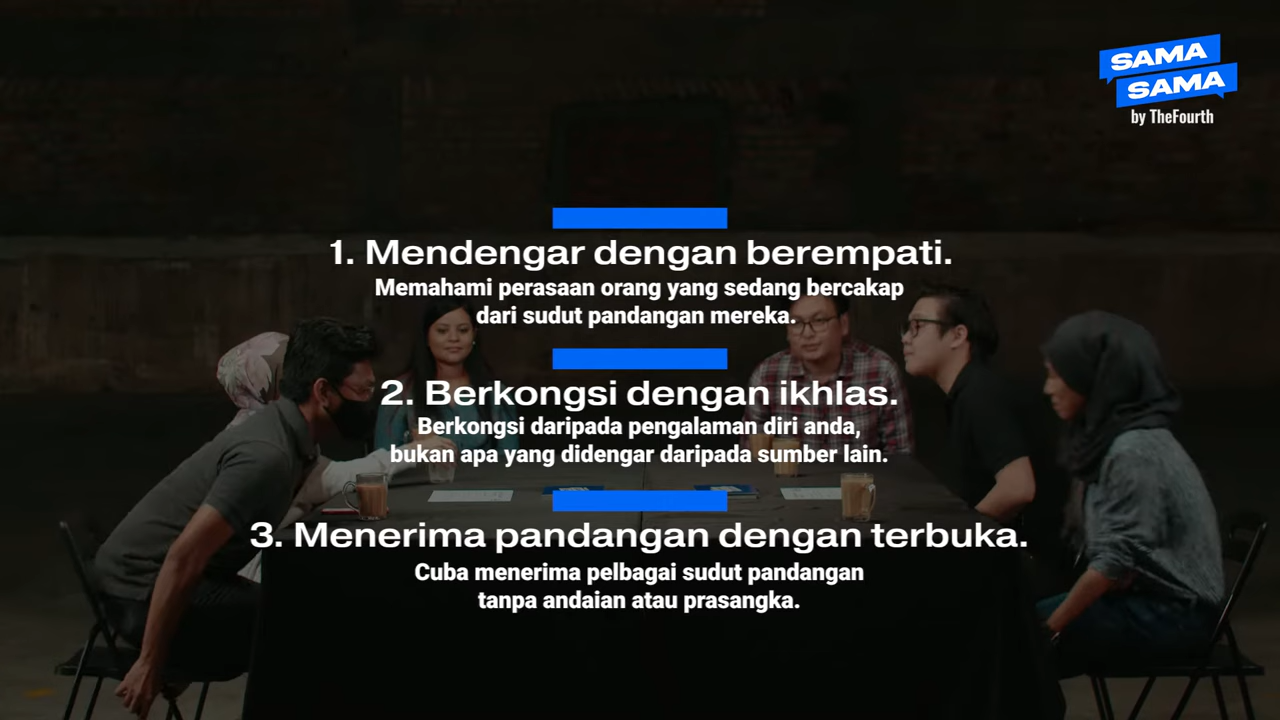 SAMA
SAMA
by TheFourth
1. Mendengar dengan berempati.
Memahami perasaan orang yang sedang bercakap
dari sudut pandangan mereka.
2. Berkongsi dengan ikhlas.
Berkongsi daripada pengalaman diri anda,
bukan apa yang didengar daripada sumber lain.
3. Menerima pandangan dengan terbuka.
Cuba menerima pelbagai sudut pandangan
tanpa andaian atau prasangka.